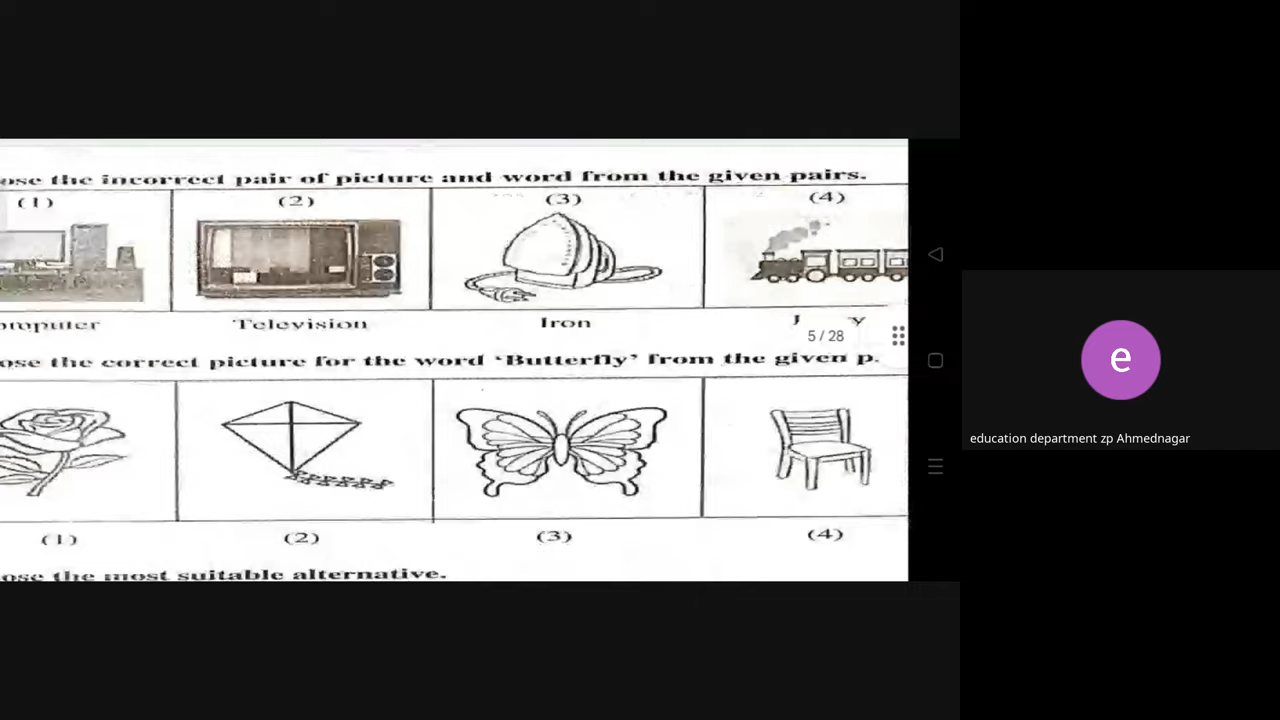 ose the incorrect pair of picture and word from the given pairs.
(1) (2) (3) (4)
omputer Television Iron J y
5 / 28
ose the correct picture for the word ‘Butterfly’ from the given p.
(1) (2) (3) (4)
ose the most suitable alternative.
e
education department zp Ahmednagar